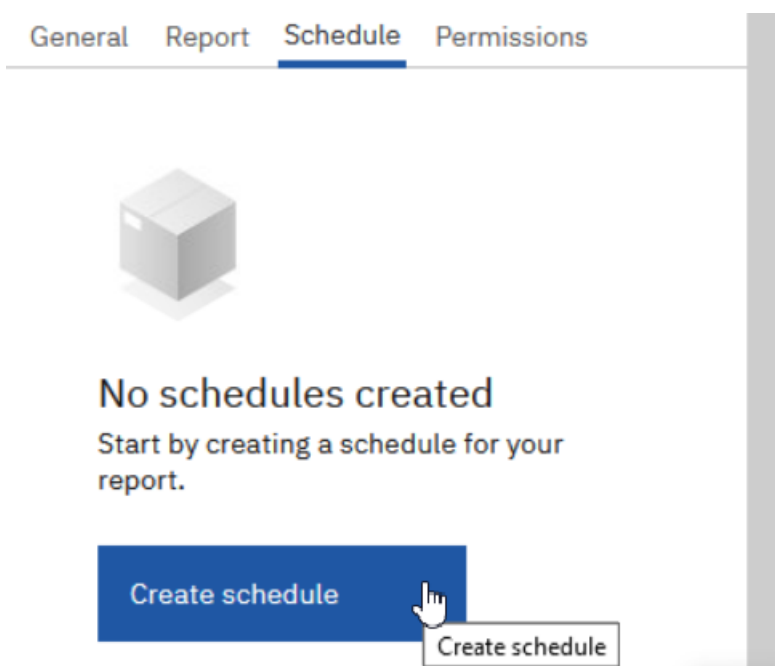 General Report Schedule Permissions
No schedules created
Start by creating a schedule for your
report.
Create schedule
Create schedule